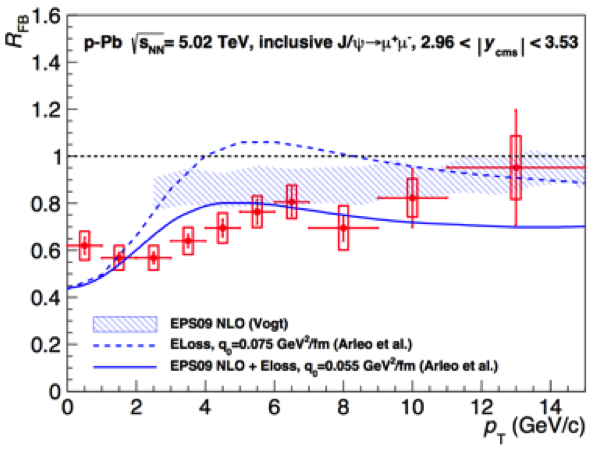 R_FB
1.6
p-Pb √s_NN = 5.02 TeV, inclusive J/ψ→μ⁺μ⁻, 2.96 < |y_cms| < 3.53
1.4
1.2
1
0.8
0.6
0.4
0.2
0
EPS09 NLO (Vogt)
ELoss, q₀=0.075 GeV²/fm (Arleo et al.)
EPS09 NLO + Eloss, q₀=0.055 GeV²/fm (Arleo et al.)
0 2 4 6 8 10 12 14
p_T (GeV/c)